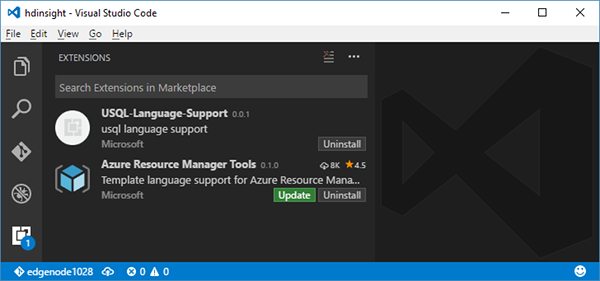 hdinsight - Visual Studio Code
File Edit View Go Help
EXTENSIONS
Search Extensions in Marketplace
USQL-Language-Support 0.0.1
usql language support
Microsoft Uninstall
Azure Resource Manager Tools 0.1.0 8K ★4.5
Template language support for Azure Resource Mana...
Microsoft Update Uninstall
1
edgenode1028 0 0